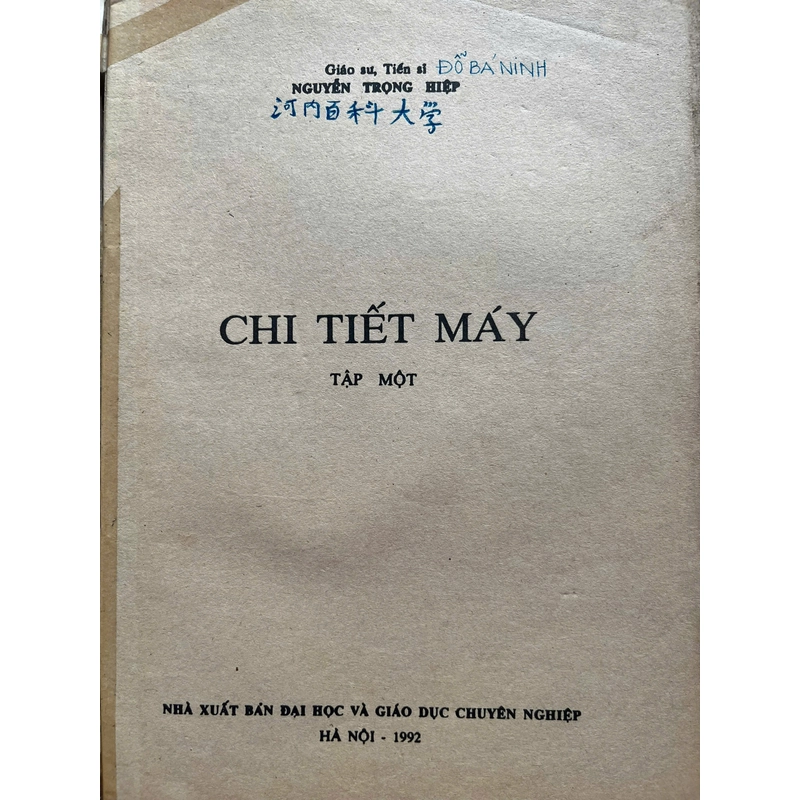 Giáo sư, Tiến sĩ ĐỖ BÁ NINH
NGUYỄN TRỌNG HIỆP
河内百科大学
CHI TIẾT MÁY
TẬP MỘT
NHÀ XUẤT BẢN ĐẠI HỌC VÀ GIÁO DỤC CHUYÊN NGHIỆP
HÀ NỘI - 1992